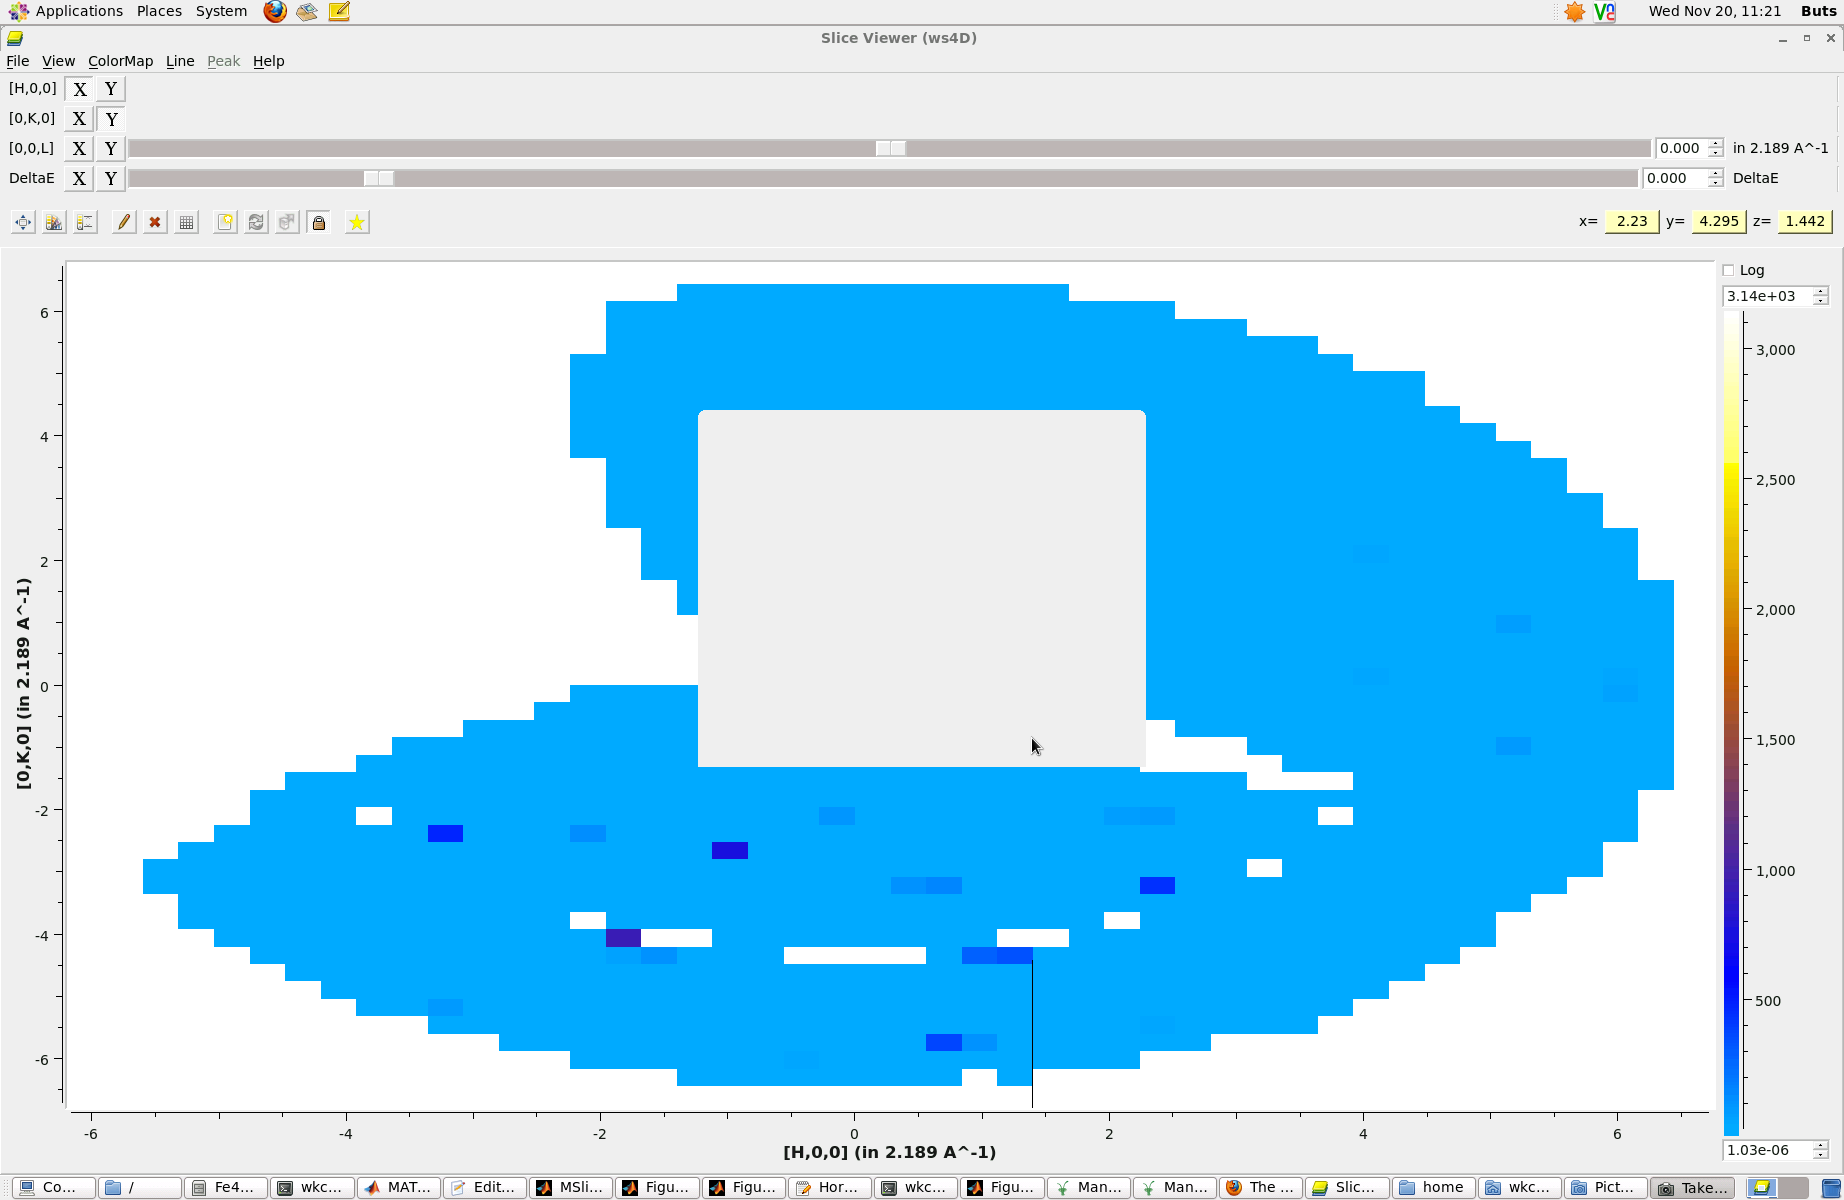 Applications Places System Wed Nov 20, 11:21 Buts
Slice Viewer (ws4D)
File View ColorMap Line Peak Help
[H,0,0] X Y
[0,K,0] X Y
[0,0,L] X Y 0.000 in 2.189 A^-1
DeltaE X Y 0.000 DeltaE
x= 2.23 y= 4.295 z= 1.442
Log
3.14e+03
3,000
2,500
2,000
1,500
1,000
500
1.03e-06
6
4
2
0
-2
-4
-6
[0,K,0] (in 2.189 A^-1)
-6 -4 -2 0 2 4 6
[H,0,0] (in 2.189 A^-1)
Co... / Fe4... wkc... MAT... Edit... MSli... Figu... Figu... Hor... wkc... Figu... Man... Man... The ... Slic... home wkc... Pict... Take...